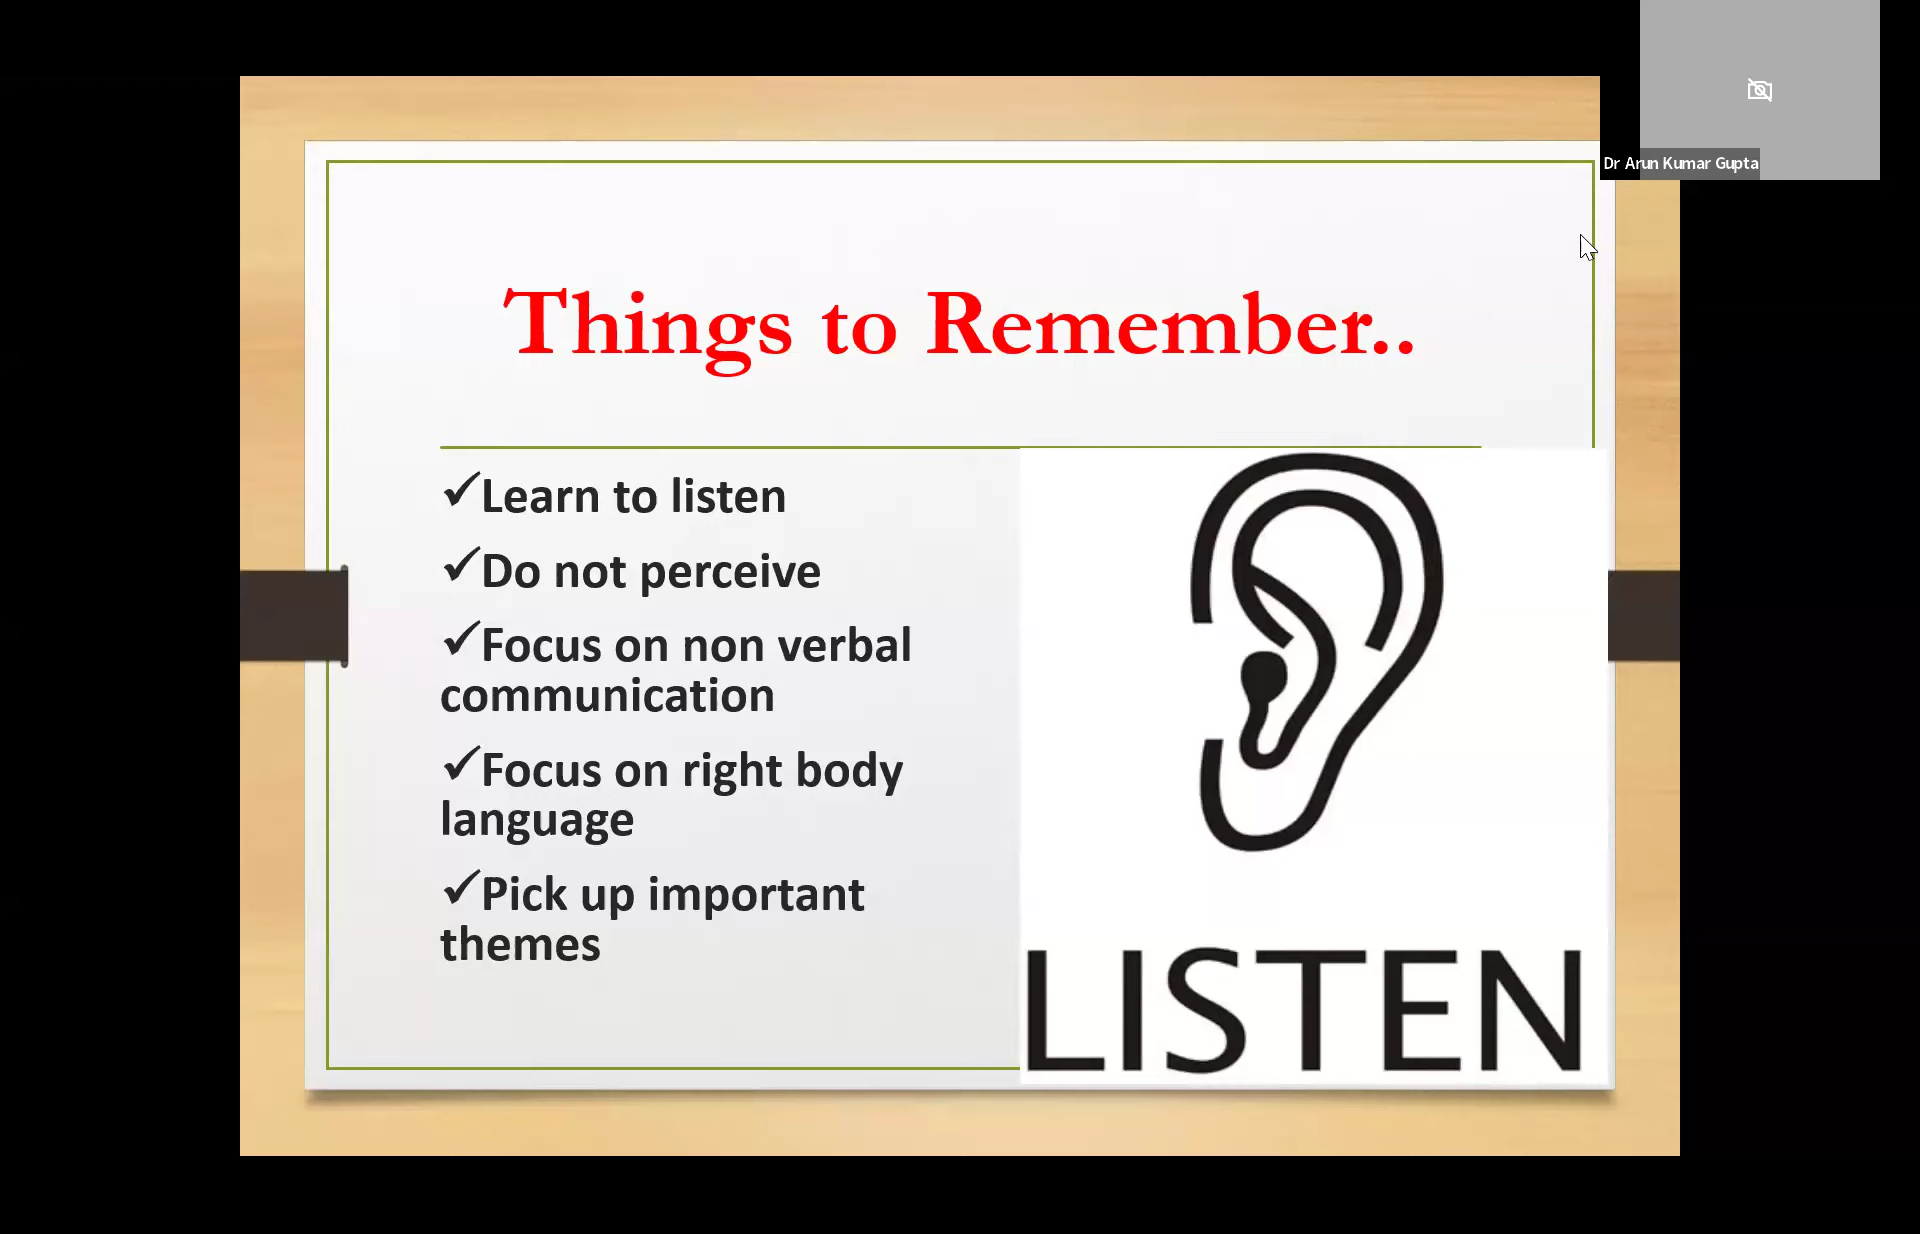 Dr Arun Kumar Gupta
Things to Remember..
✓Learn to listen
✓Do not perceive
✓Focus on non verbal
communication
✓Focus on right body
language
✓Pick up important
themes
LISTEN